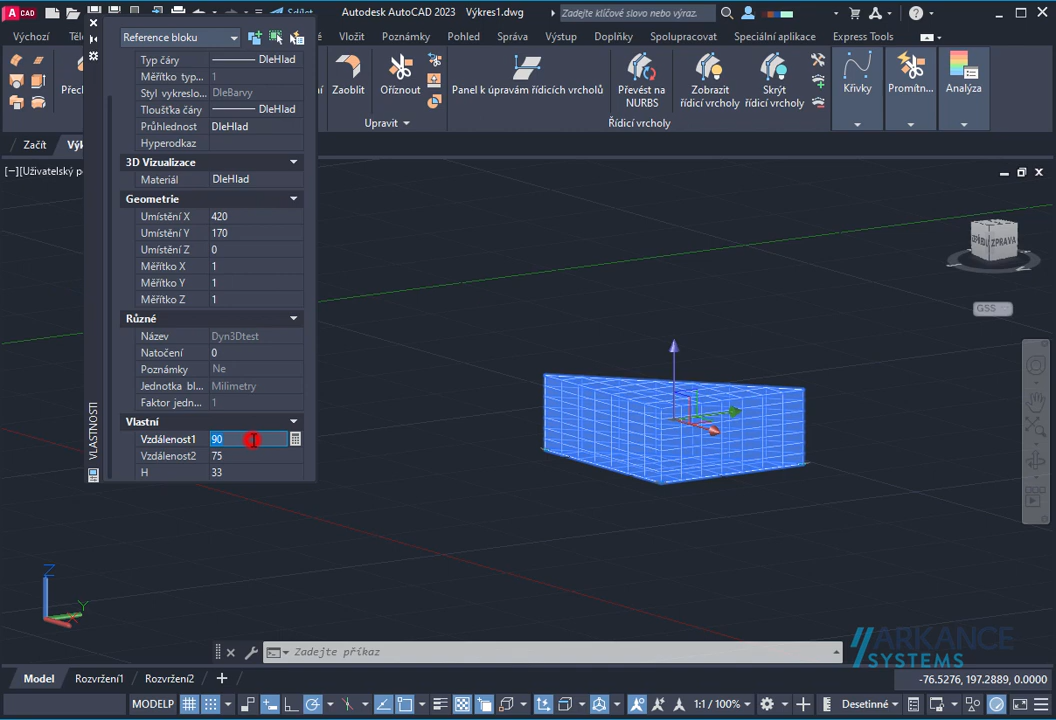 A CAD Sdílet Autodesk AutoCAD 2023 Výkres1.dwg Zadejte klíčové slovo nebo výraz.
Výchozí Těl Vložit Poznámky Pohled Správa Výstup Doplňky Spolupracovat Speciální aplikace Express Tools
Přech Zaoblit Oříznout Panel k úpravám řídicích vrcholů Převést na NURBS Zobrazit řídicí vrcholy Skrýt řídicí vrcholy Křivky Promítn... Analýza
Upravit Řídicí vrcholy
Začít Výk
[−][Uživatelský po
VLASTNOSTI
Reference bloku
Typ čáry DleHlad
Měřítko typ... 1
Styl vykreslo... DleBarvy
Tloušťka čáry DleHlad
Průhlednost DleHlad
Hyperodkaz
3D Vizualizace
Materiál DleHlad
Geometrie
Umístění X 420
Umístění Y 170
Umístění Z 0
Měřítko X 1
Měřítko Y 1
Měřítko Z 1
Různé
Název Dyn3Dtest
Natočení 0
Poznámky Ne
Jednotka bl... Milimetry
Faktor jedn... 1
Vlastní
Vzdálenost1 90
Vzdálenost2 75
H 33
ZPRAVA
GSS
Z
Y
Zadejte příkaz
ARKANCE
SYSTEMS
Model Rozvržení1 Rozvržení2 +
-76.5276, 197.2889, 0.0000
MODELP 1:1 / 100% Desetinné